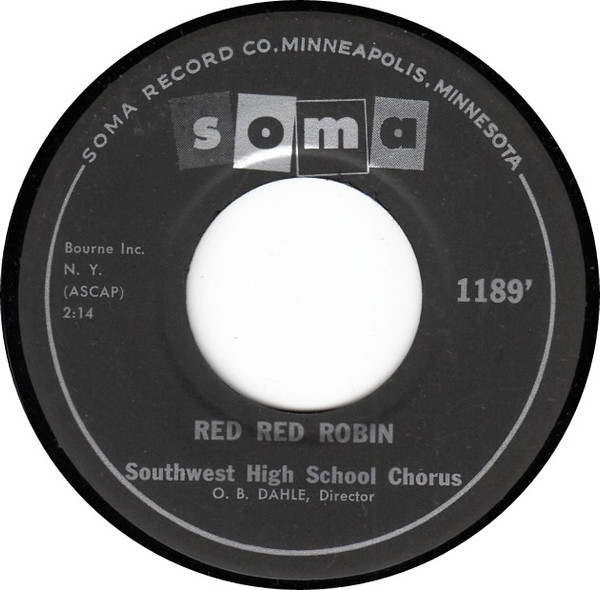 SOMA RECORD CO., MINNEAPOLIS, MINNESOTA
soma
Bourne Inc.
N. Y.
(ASCAP)
2:14
1189'
RED RED ROBIN
Southwest High School Chorus
O. B. DAHLE, Director